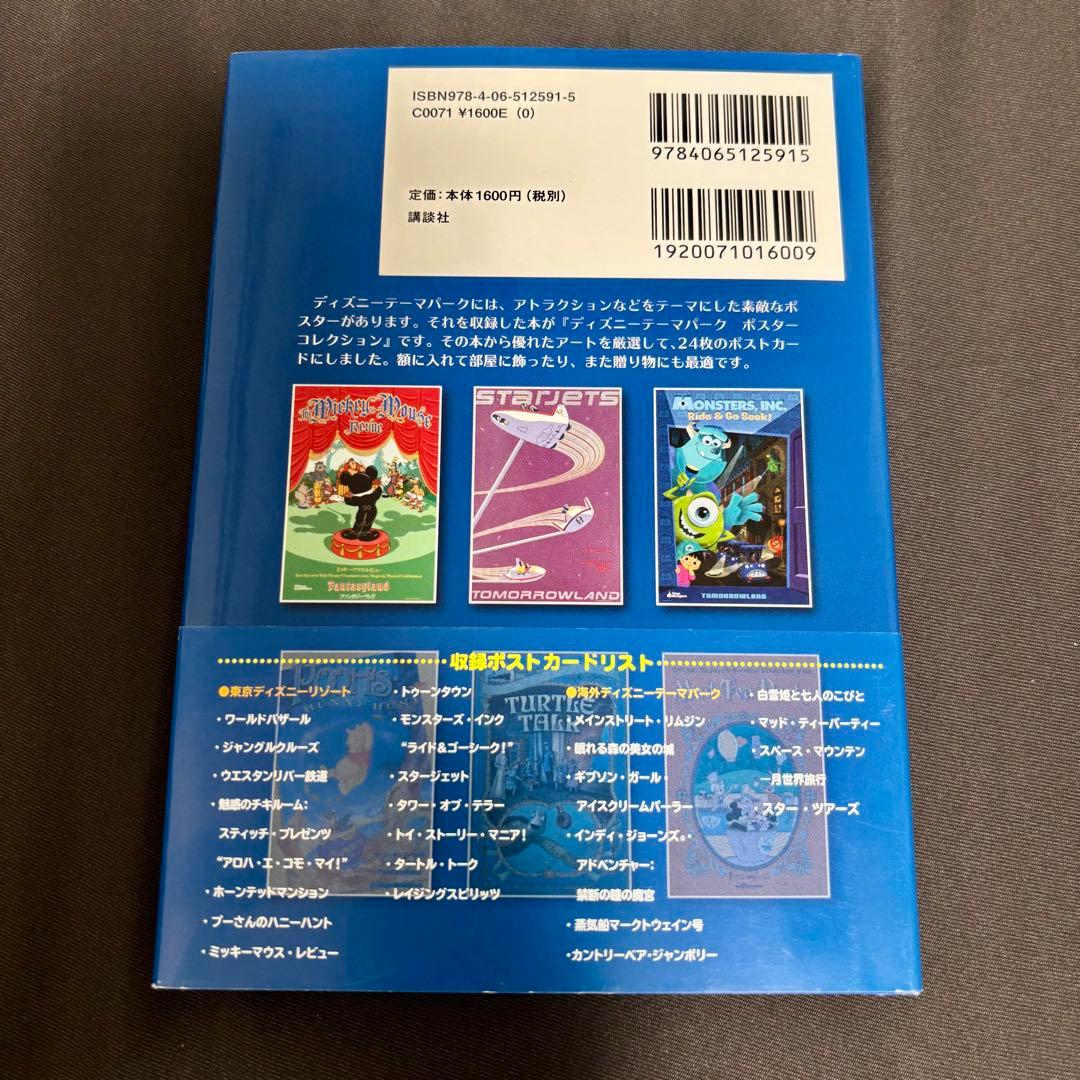 ISBN978-4-06-512591-5
C0071 ¥1600E (0)
9784065125915
定価:本体1600円(税別)
講談社
1920071016009
ディズニーテーマパークには、アトラクションなどをテーマにした素敵なポ
スターがあります。それを収録した本が『ディズニーテーマパーク ポスター
コレクション』です。その本から優れたアートを厳選して、24枚のポストカー
ドにしました。額に入れて部屋に飾ったり、また贈り物にも最適です。
The Mickey Mouse
Revue
ミッキーマウス・レビュー
Fantasyland
ファンタジーランド
STARJETS
TOMORROWLAND
MONSTERS, INC.
Ride & Go Seek!
TOMORROWLAND
収録ポストカードリスト
●東京ディズニーリゾート
・ワールドバザール
・ジャングルクルーズ
・ウエスタンリバー鉄道
・魅惑のチキルーム:
スティッチ・プレゼンツ
“アロハ・エ・コモ・マイ!”
・ホーンテッドマンション
・プーさんのハニーハント
・ミッキーマウス・レビュー
・トゥーンタウン
・モンスターズ・インク
“ライド&ゴーシーク!”
・スタージェット
・タワー・オブ・テラー
・トイ・ストーリー・マニア!
・タートル・トーク
・レイジングスピリッツ
●海外ディズニーテーマパーク
・メインストリート・リムジン
・眠れる森の美女の城
・ギブソン・ガール・
アイスクリームパーラー
・インディ・ジョーンズ®・
アドベンチャー:
禁断の瞳の魔宮
・蒸気船マークトウェイン号
・カントリーベア・ジャンボリー
・白雪姫と七人のこびと
・マッド・ティーパーティー
・スペース・マウンテン
・月世界旅行
・スター・ツアーズ
POOH'S
HUNNY HUNT
TURTLE
TALK